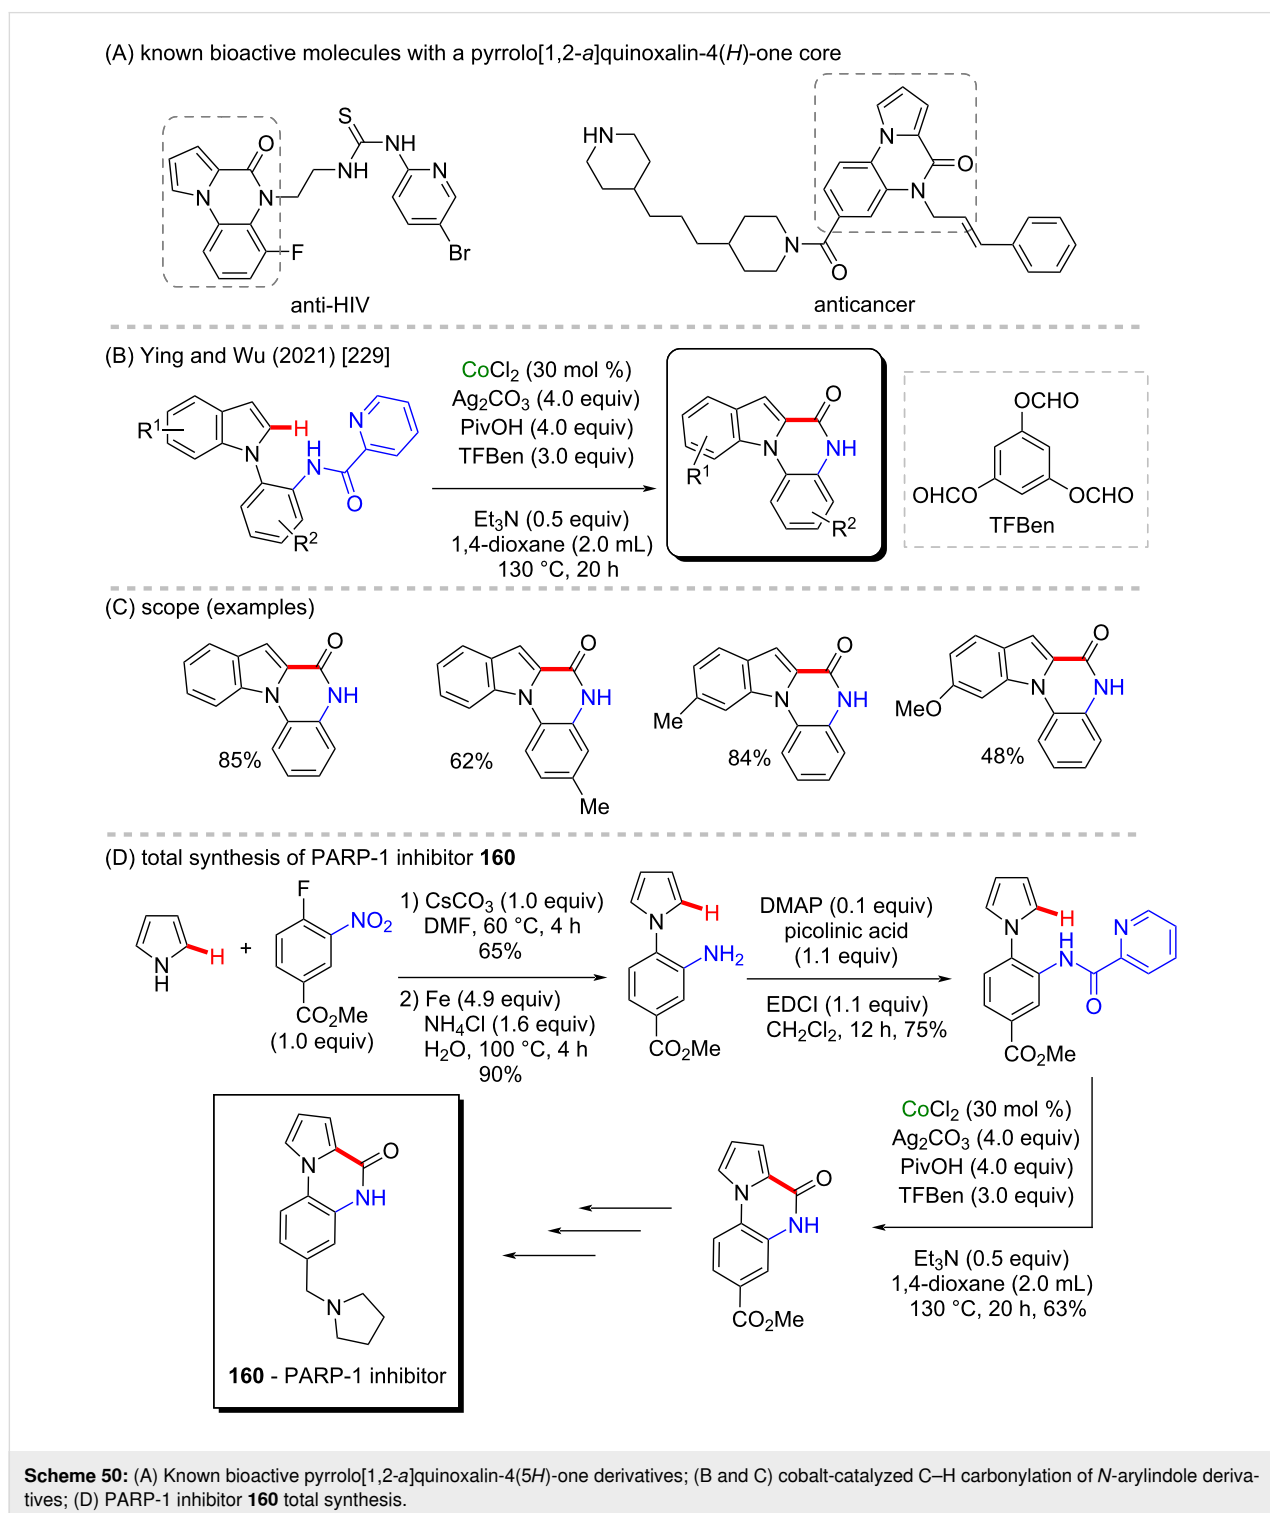 (A) known bioactive molecules with a pyrrolo[1,2-a]quinoxalin-4(H)-one core
S
O
NH
NH
N
N
N
F
Br
anti-HIV
HN
N
O
N
N
O
anticancer
(B) Ying and Wu (2021) [229]
R1
H
N
H
N
N
O
R2
CoCl2 (30 mol %)
Ag2CO3 (4.0 equiv)
PivOH (4.0 equiv)
TFBen (3.0 equiv)
Et3N (0.5 equiv)
1,4-dioxane (2.0 mL)
130 °C, 20 h
O
N
NH
R1
R2
OCHO
OHCO
OCHO
TFBen
(C) scope (examples)
O
N
NH
85%
O
N
NH
62%
Me
O
N
NH
Me
84%
O
N
NH
MeO
48%
(D) total synthesis of PARP-1 inhibitor 160
N
H
H
+
F
NO2
CO2Me
(1.0 equiv)
1) CsCO3 (1.0 equiv)
DMF, 60 °C, 4 h
65%
2) Fe (4.9 equiv)
NH4Cl (1.6 equiv)
H2O, 100 °C, 4 h
90%
N
H
NH2
CO2Me
DMAP (0.1 equiv)
picolinic acid
(1.1 equiv)
EDCI (1.1 equiv)
CH2Cl2, 12 h, 75%
N
H
H
N
N
O
CO2Me
CoCl2 (30 mol %)
Ag2CO3 (4.0 equiv)
PivOH (4.0 equiv)
TFBen (3.0 equiv)
Et3N (0.5 equiv)
1,4-dioxane (2.0 mL)
130 °C, 20 h, 63%
N
O
NH
CO2Me
N
O
NH
N
160 - PARP-1 inhibitor
Scheme 50: (A) Known bioactive pyrrolo[1,2-a]quinoxalin-4(5H)-one derivatives; (B and C) cobalt-catalyzed C–H carbonylation of N-arylindole deriva-
tives; (D) PARP-1 inhibitor 160 total synthesis.